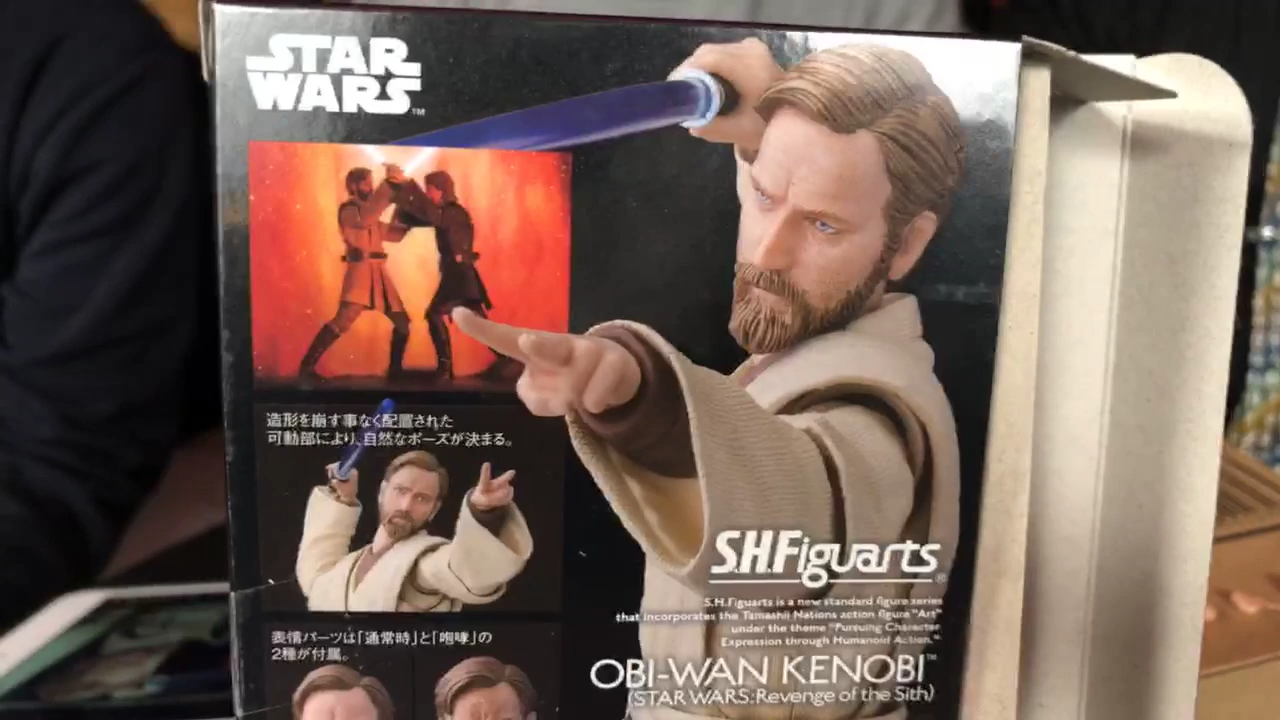 STAR
WARS™
造形を崩す事なく配置された
可動部により、自然なポーズが決まる。
表情パーツは「通常時」と「咆哮」の
2種が付属。
S.H.Figuarts®
S.H.Figuarts is a new standard figure series
that incorporates the Tamashii Nations action figure "Art"
under the theme "Pursuing Character
Expression through Humanoid Action."
OBI-WAN KENOBI™
(STAR WARS:Revenge of the Sith)